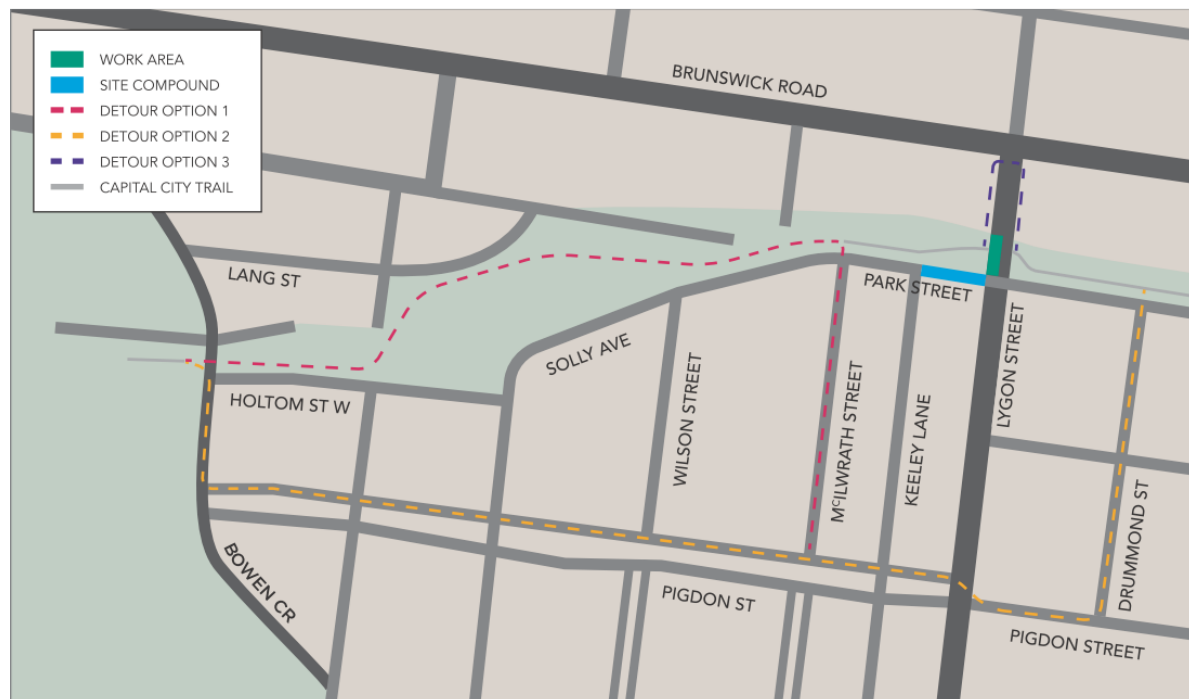 WORK AREA
SITE COMPOUND
DETOUR OPTION 1
DETOUR OPTION 2
DETOUR OPTION 3
CAPITAL CITY TRAIL
BRUNSWICK ROAD
LANG ST
PARK STREET
SOLLY AVE
HOLTOM ST W
WILSON STREET
MCILWRATH STREET
KEELEY LANE
LYGON STREET
DRUMMOND ST
BOWEN CR
PIGDON ST
PIGDON STREET